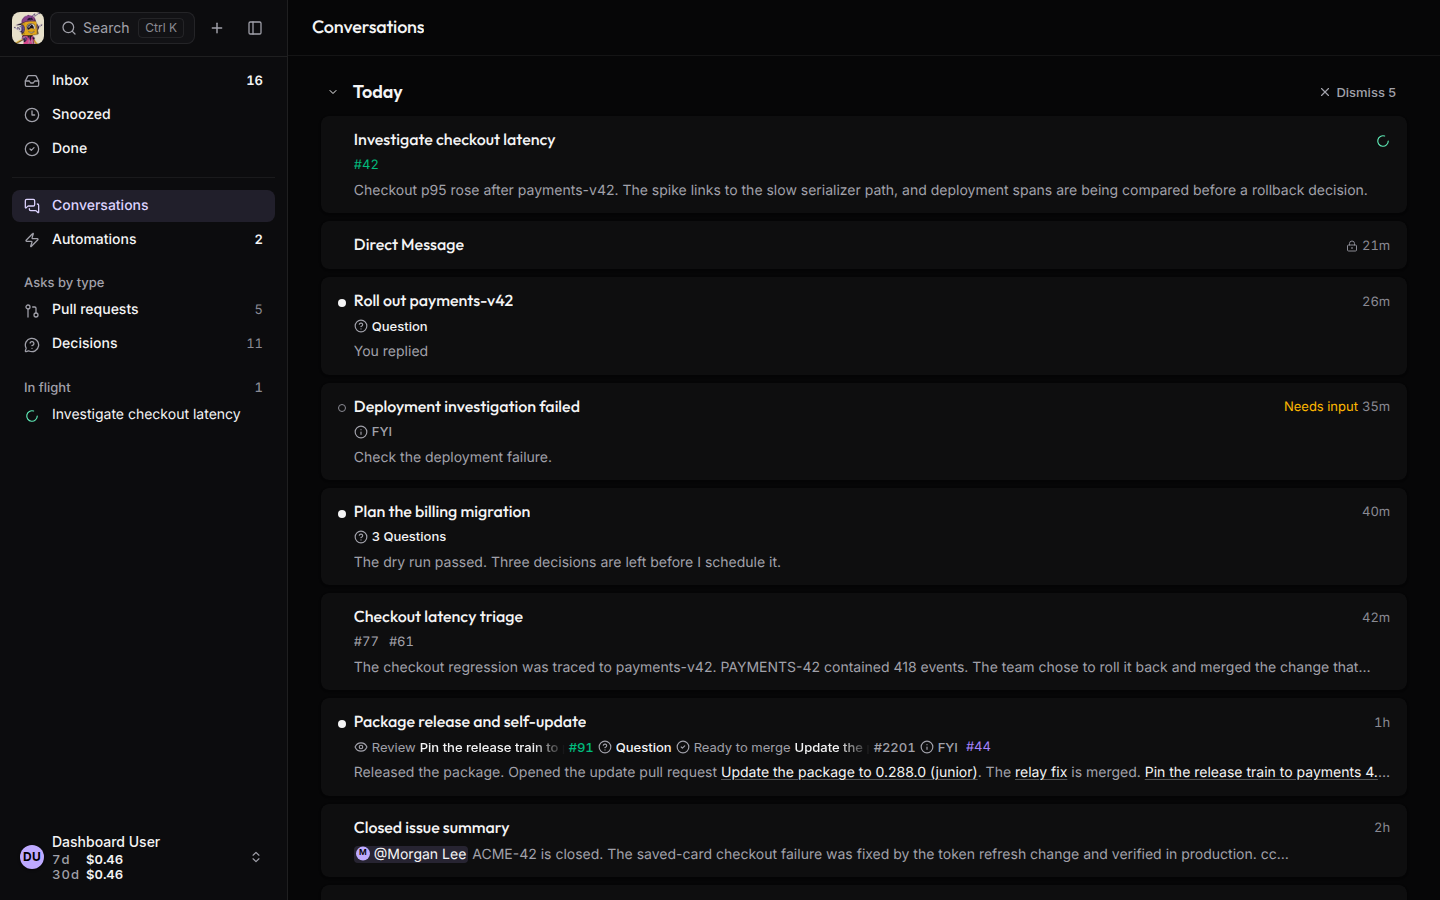 Search Ctrl K
Inbox 16
Snoozed
Done
Conversations
Automations 2
Asks by type
Pull requests 5
Decisions 11
In flight 1
Investigate checkout latency
Dashboard User
DU
7d $0.46
30d $0.46
Conversations
Today
Dismiss 5
Investigate checkout latency
#42
Checkout p95 rose after payments-v42. The spike links to the slow serializer path, and deployment spans are being compared before a rollback decision.
Direct Message 21m
Roll out payments-v42 26m
Question
You replied
Deployment investigation failed Needs input 35m
FYI
Check the deployment failure.
Plan the billing migration 40m
3 Questions
The dry run passed. Three decisions are left before I schedule it.
Checkout latency triage 42m
#77 #61
The checkout regression was traced to payments-v42. PAYMENTS-42 contained 418 events. The team chose to roll it back and merged the change that...
Package release and self-update 1h
Review Pin the release train to #91 Question Ready to merge Update the #2201 FYI #44
Released the package. Opened the update pull request Update the package to 0.288.0 (junior). The relay fix is merged. Pin the release train to payments 4....
Closed issue summary 2h
M @Morgan Lee ACME-42 is closed. The saved-card checkout failure was fixed by the token refresh change and verified in production. cc...